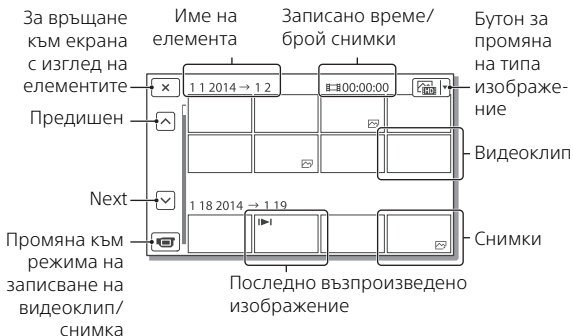 За връщане
към екрана
с изглед на
елементите
Име на
елемента
Записано време/
брой снимки
Бутон за
промяна
на типа
изображе-
ние
1 1 2014 → 1 2
00:00:00
HD
Предишен
Видеоклип
Next
1 18 2014 → 1 19
Снимки
Промяна към
режима на
записване на
видеоклип/
снимка
Последно възпроизведено
изображение